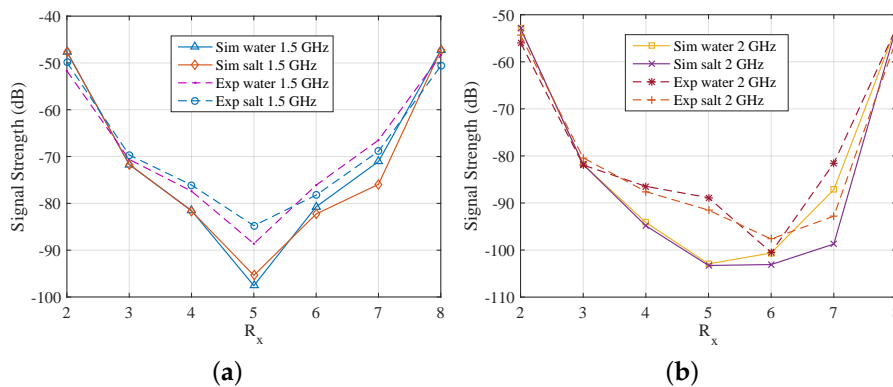 -40
-50
-60
-70
-80
-90
-100
Signal Strength (dB)
Sim water 1.5 GHz
Sim salt 1.5 GHz
Exp water 1.5 GHz
Exp salt 1.5 GHz
2 3 4 5 6 7 8
Rx
(a)
-50
-60
-70
-80
-90
-100
-110
Signal Strength (dB)
Sim water 2 GHz
Sim salt 2 GHz
Exp water 2 GHz
Exp salt 2 GHz
2 3 4 5 6 7
Rx
(b)